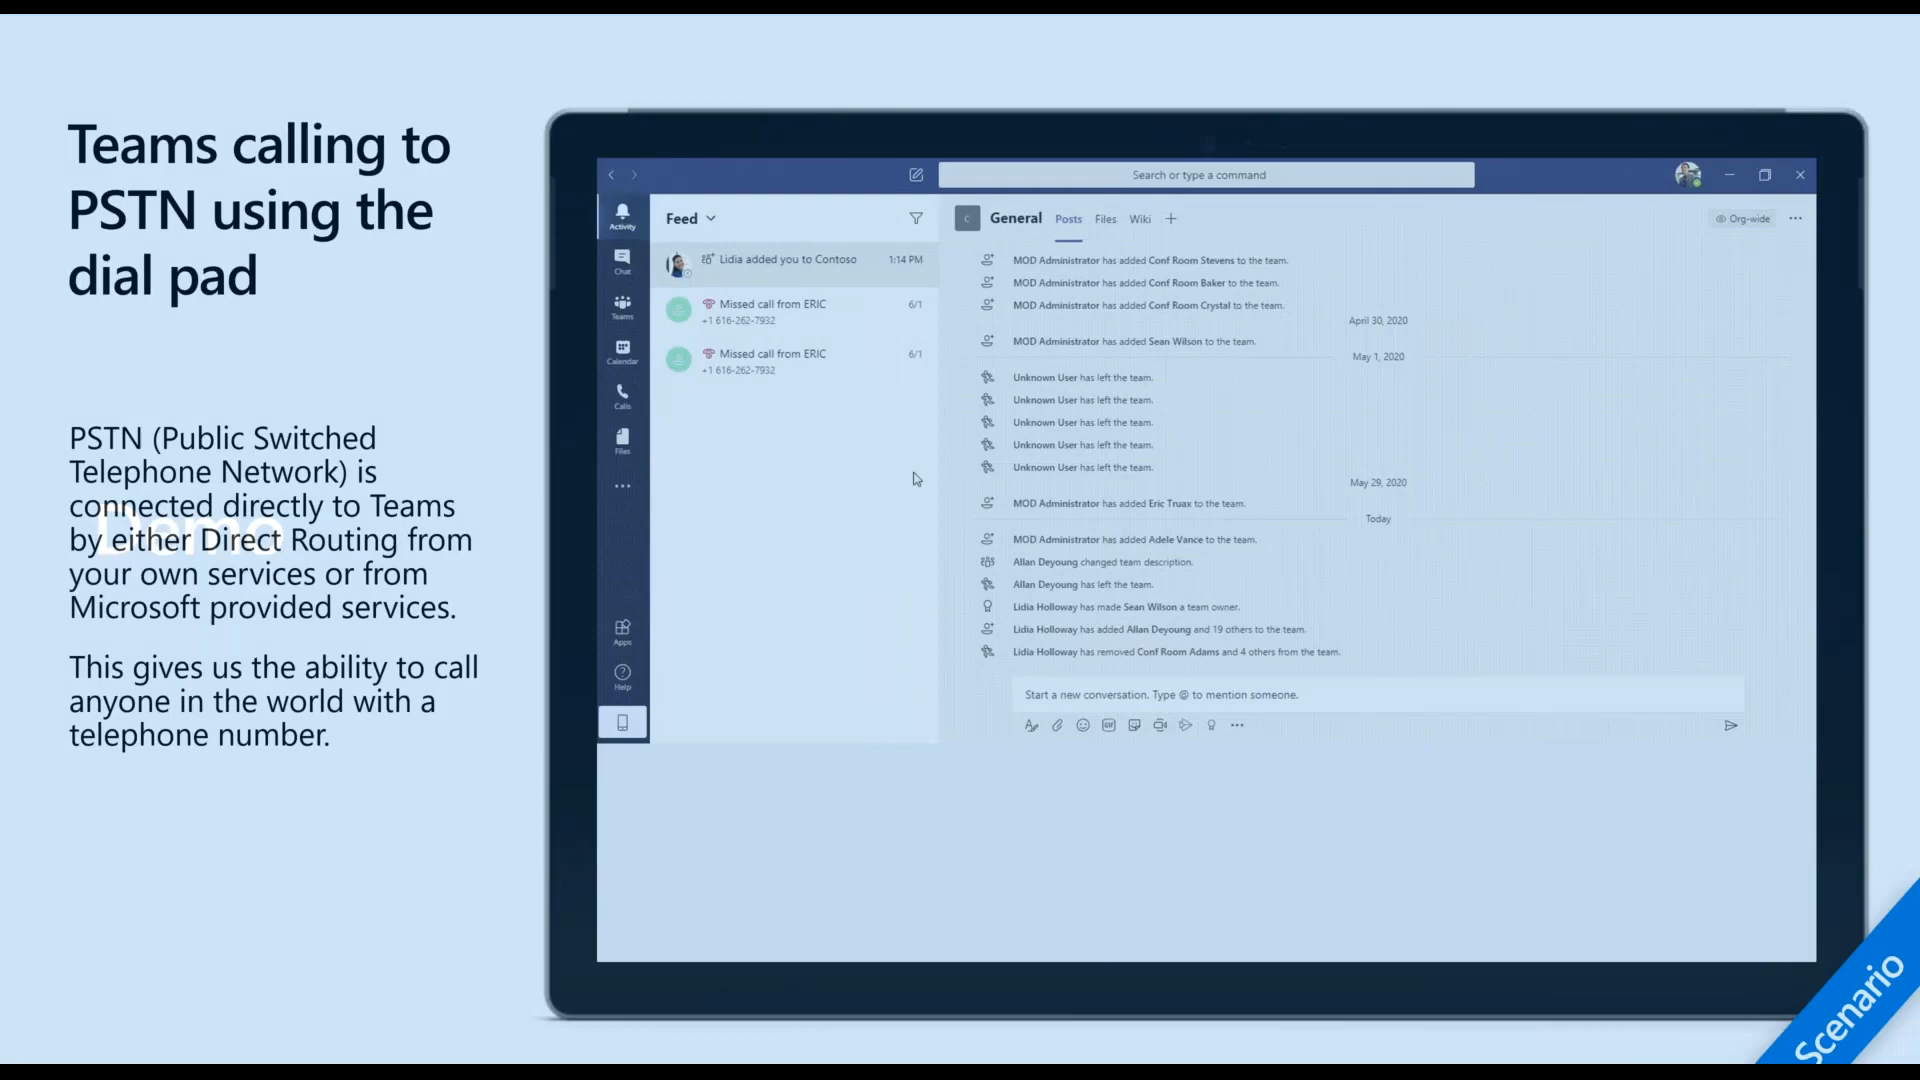 Teams calling to
PSTN using the
dial pad
PSTN (Public Switched
Telephone Network) is
connected directly to Teams
by either Direct Routing from
your own services or from
Microsoft provided services.
This gives us the ability to call
anyone in the world with a
telephone number.
Demo
Search or type a command
Activity
Chat
Teams
Calendar
Calls
Files
Apps
Help
Feed
Lidia added you to Contoso 1:14 PM
Missed call from ERIC 6/1
+1 616-262-7932
Missed call from ERIC 6/1
+1 616-262-7932
C General Posts Files Wiki Org-wide
MOD Administrator has added Conf Room Stevens to the team.
MOD Administrator has added Conf Room Baker to the team.
MOD Administrator has added Conf Room Crystal to the team.
April 30, 2020
MOD Administrator has added Sean Wilson to the team.
May 1, 2020
Unknown User has left the team.
Unknown User has left the team.
Unknown User has left the team.
Unknown User has left the team.
Unknown User has left the team.
May 29, 2020
MOD Administrator has added Eric Truax to the team.
Today
MOD Administrator has added Adele Vance to the team.
Allan Deyoung changed team description.
Allan Deyoung has left the team.
Lidia Holloway has made Sean Wilson a team owner.
Lidia Holloway has added Allan Deyoung and 19 others to the team.
Lidia Holloway has removed Conf Room Adams and 4 others from the team.
Start a new conversation. Type @ to mention someone.
GIF
Scenario